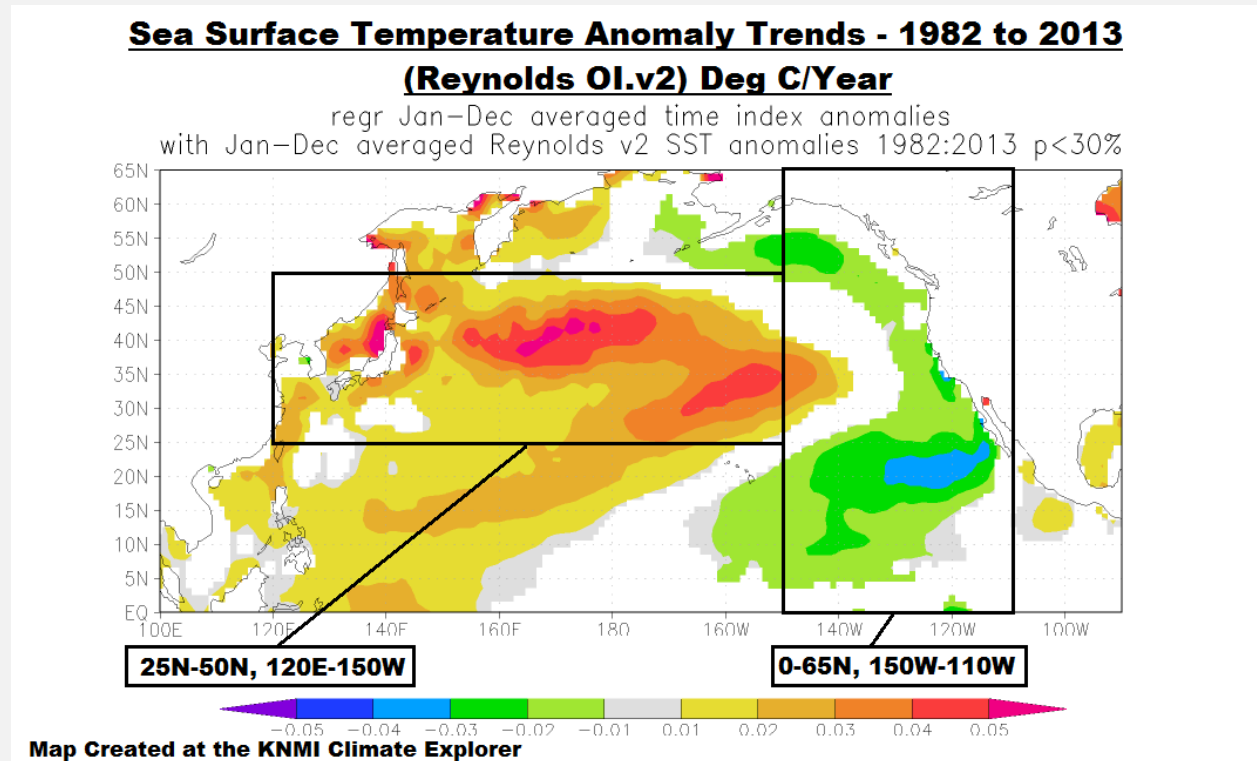 Sea Surface Temperature Anomaly Trends - 1982 to 2013
(Reynolds OI.v2) Deg C/Year
regr Jan-Dec averaged time index anomalies
with Jan-Dec averaged Reynolds v2 SST anomalies 1982:2013 p<30%
65N
60N
55N
50N
45N
40N
35N
30N
25N
20N
15N
10N
5N
EQ
100E 120E 140E 160E 180 160W 140W 120W 100W
25N-50N, 120E-150W
0-65N, 150W-110W
-0.05 -0.04 -0.03 -0.02 -0.01 0.01 0.02 0.03 0.04 0.05
Map Created at the KNMI Climate Explorer